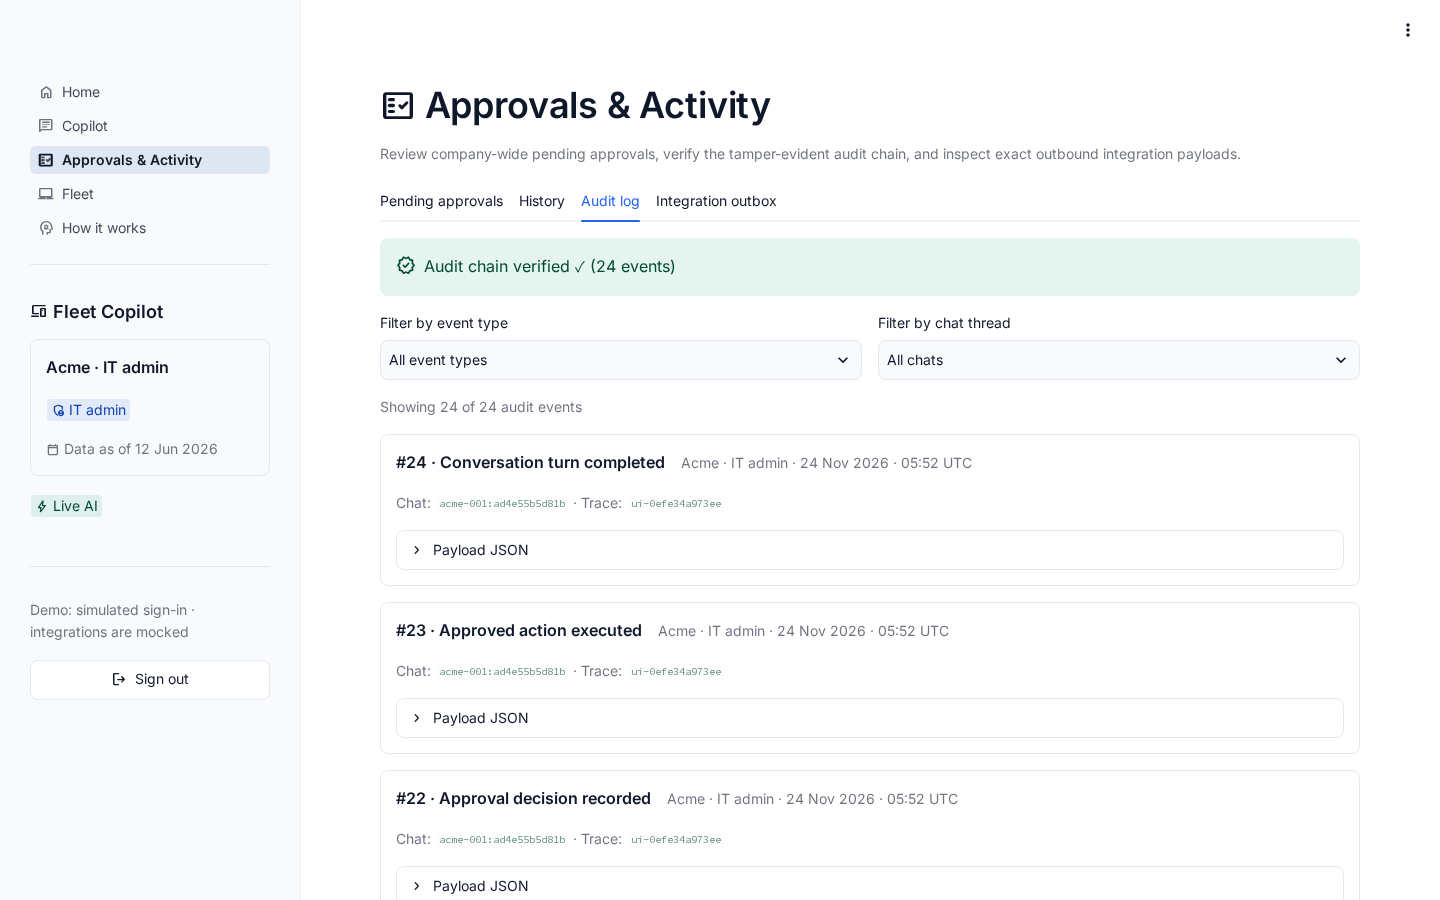 Home
Copilot
Approvals & Activity
Fleet
How it works
Fleet Copilot
Acme · IT admin
IT admin
Data as of 12 Jun 2026
Live AI
Demo: simulated sign-in ·
integrations are mocked
Sign out
Approvals & Activity
Review company-wide pending approvals, verify the tamper-evident audit chain, and inspect exact outbound integration payloads.
Pending approvals History Audit log Integration outbox
Audit chain verified ✓ (24 events)
Filter by event type Filter by chat thread
All event types All chats
Showing 24 of 24 audit events
#24 · Conversation turn completed Acme · IT admin · 24 Nov 2026 · 05:52 UTC
Chat: acme-001:ad4e55b5d81b · Trace: ui-0efe34a973ee
Payload JSON
#23 · Approved action executed Acme · IT admin · 24 Nov 2026 · 05:52 UTC
Chat: acme-001:ad4e55b5d81b · Trace: ui-0efe34a973ee
Payload JSON
#22 · Approval decision recorded Acme · IT admin · 24 Nov 2026 · 05:52 UTC
Chat: acme-001:ad4e55b5d81b · Trace: ui-0efe34a973ee
Payload JSON